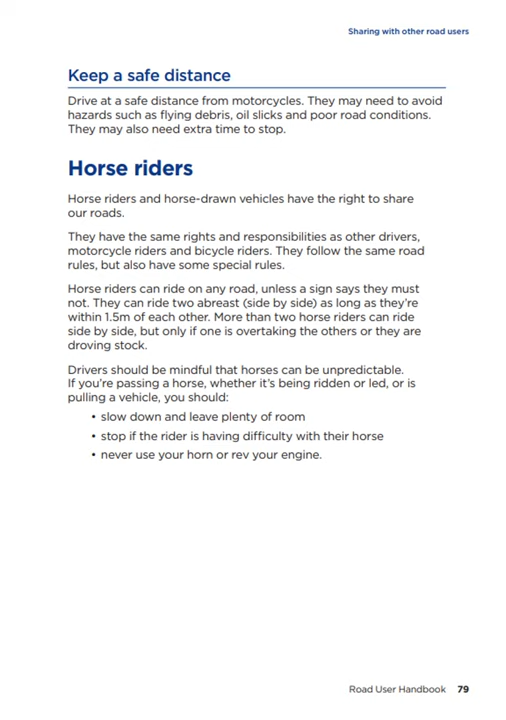 Sharing with other road users
Keep a safe distance
Drive at a safe distance from motorcycles. They may need to avoid
hazards such as flying debris, oil slicks and poor road conditions.
They may also need extra time to stop.
Horse riders
Horse riders and horse-drawn vehicles have the right to share
our roads.
They have the same rights and responsibilities as other drivers,
motorcycle riders and bicycle riders. They follow the same road
rules, but also have some special rules.
Horse riders can ride on any road, unless a sign says they must
not. They can ride two abreast (side by side) as long as they’re
within 1.5m of each other. More than two horse riders can ride
side by side, but only if one is overtaking the others or they are
droving stock.
Drivers should be mindful that horses can be unpredictable.
If you’re passing a horse, whether it’s being ridden or led, or is
pulling a vehicle, you should:
• slow down and leave plenty of room
• stop if the rider is having difficulty with their horse
• never use your horn or rev your engine.
Road User Handbook 79